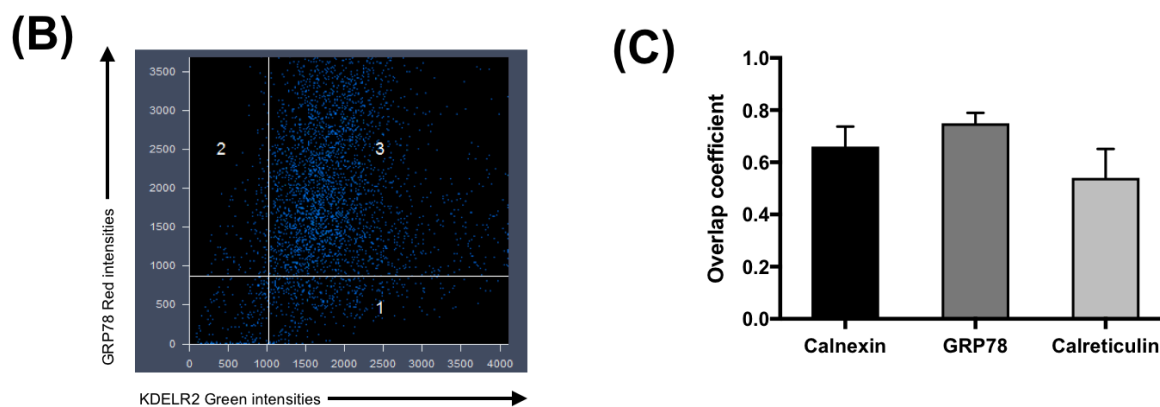 (B)
GRP78 Red intensities
3500
3000
2500
2000
1500
1000
500
0
2
3
1
0 500 1000 1500 2000 2500 3000 3500 4000
KDELR2 Green intensities
(C)
Overlap coefficient
1.0
0.8
0.6
0.4
0.2
0.0
Calnexin GRP78 Calreticulin